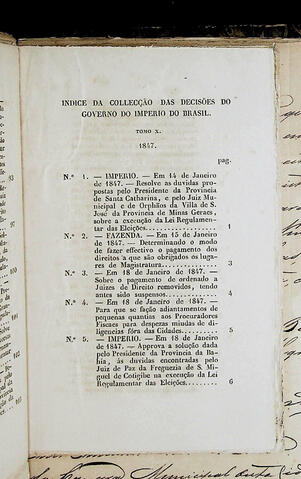 INDICE DA COLLECÇÃO DAS DECISÕES DO
GOVERNO DO IMPERIO DO BRASIL.
TOMO X.
1847.
pag.
N.º 1. — IMPERIO. — Em 14 de Janeiro
de 1847. — Resolve as duvidas pro-
postas pelo Presidente da Provincia
de Santa Catharina, e pelo Juiz Mu-
nicipal e de Orphãos da Villa de S.
José da Provincia de Minas Geraes,
sobre a execução da Lei Regulamen-
tar das Eleições.................. 1
N.º 2. — FAZENDA. — Em 15 de Janeiro
de 1847. — Determinando o modo
de fazer effectivo o pagamento dos
direitos a que são obrigados os luga-
res de Magistratura............... 3
N.º 3. — Em 18 de Janeiro de 1847. —
Sobre o pagamento de ordenado a
Juizes de Direito removidos, tendo
antes sido suspensos.............. 4
N.º 4. — Em 18 de Janeiro de 1847. —
Para que se fação adiantamentos de
pequenas quantias aos Procuradores
Fiscaes para despezas miudas de di-
ligencias fóra das Cidades........ 5
N.º 5. — IMPERIO. — Em 18 de Janeiro
de 1847. — Approva a solução dada
pelo Presidente da Provincia da Ba-
hia, ás duvidas encontradas pelo
Juiz de Paz da Freguezia de S. Mi-
guel de Cotigibe na execução da Lei
Regulamentar das Eleições......... 6